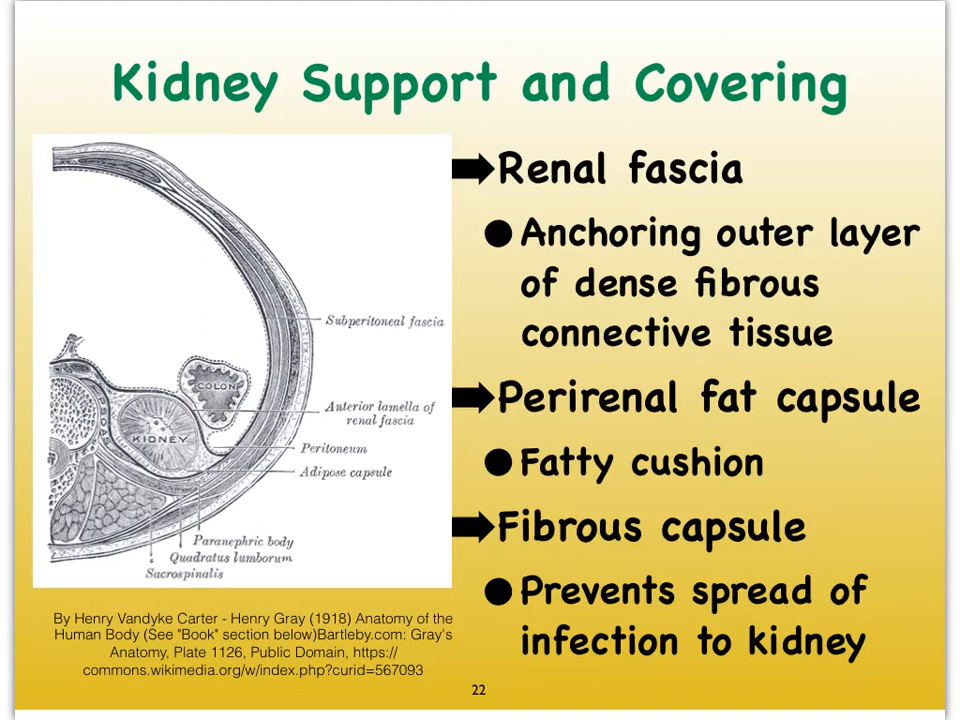 Kidney Support and Covering
Renal fascia
Anchoring outer layer
of dense fibrous
connective tissue
Perirenal fat capsule
Fatty cushion
Fibrous capsule
Prevents spread of
infection to kidney
Subperitoneal fascia
COLON
Anterior lamella of
renal fascia
PSOAS
KIDNEY
Peritoneum
Adipose capsule
Paranephric body
Quadratus lumborum
Sacrospinalis
By Henry Vandyke Carter - Henry Gray (1918) Anatomy of the
Human Body (See "Book" section below)Bartleby.com: Gray's
Anatomy, Plate 1126, Public Domain, https://
commons.wikimedia.org/w/index.php?curid=567093
22